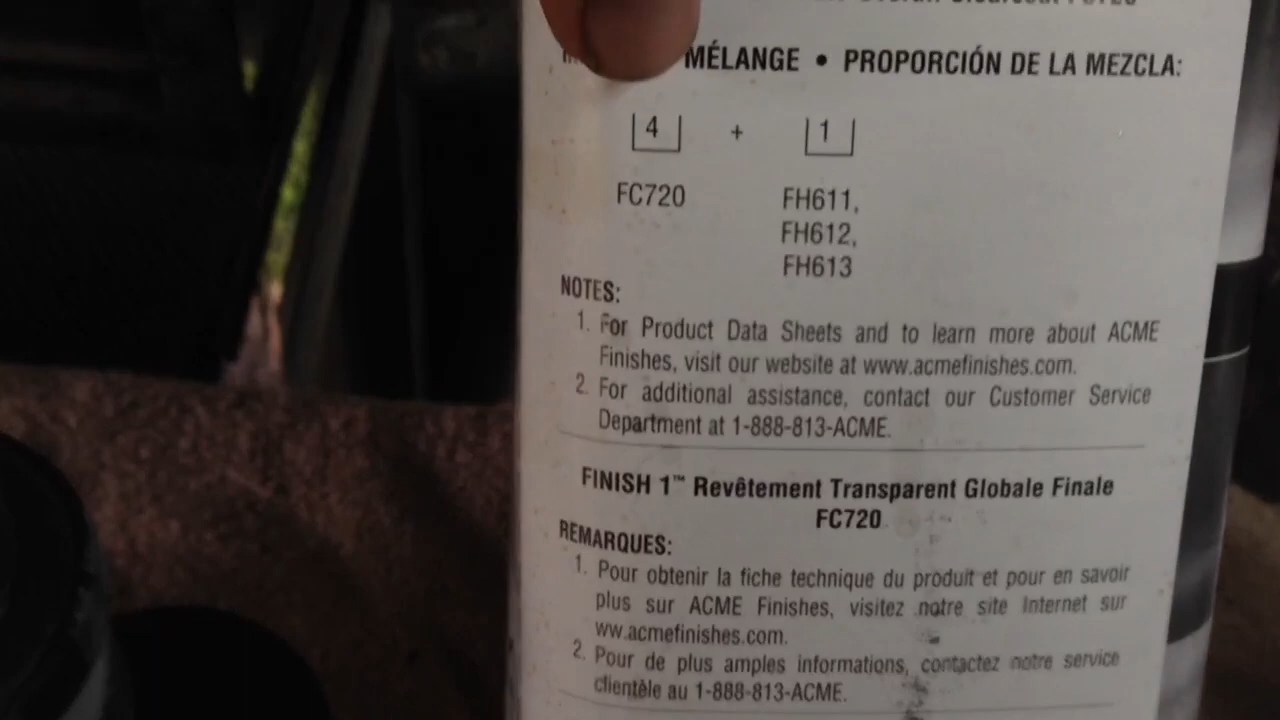 MÉLANGE • PROPORCIÓN DE LA MEZCLA:
4 + 1
FC720 FH611,
FH612,
FH613
NOTES:
1. For Product Data Sheets and to learn more about ACME
Finishes, visit our website at www.acmefinishes.com.
2. For additional assistance, contact our Customer Service
Department at 1-888-813-ACME.
FINISH 1™ Revêtement Transparent Globale Finale
FC720
REMARQUES:
1. Pour obtenir la fiche technique du produit et pour en savoir
plus sur ACME Finishes, visitez notre site Internet sur
ww.acmefinishes.com.
2. Pour de plus amples informations, contactez notre service
clientèle au 1-888-813-ACME.